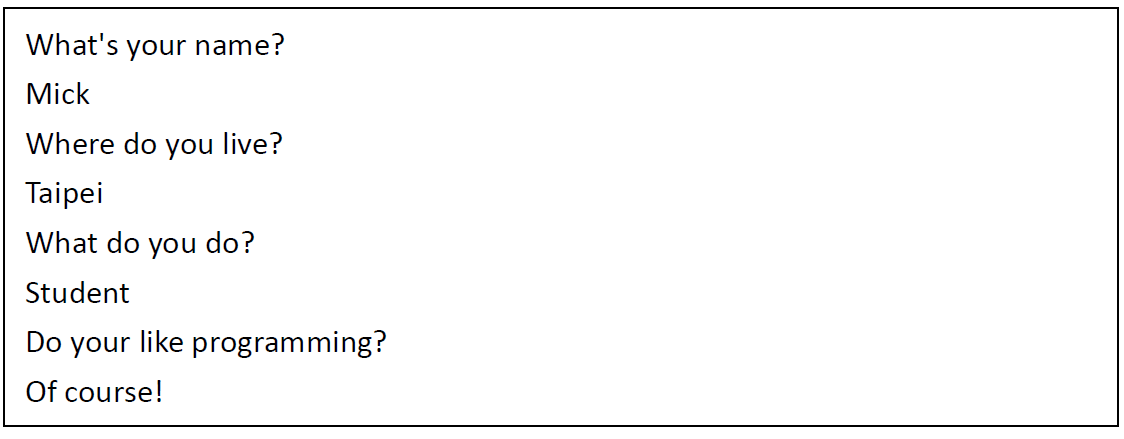 What's your name?
Mick
Where do you live?
Taipei
What do you do?
Student
Do your like programming?
Of course!